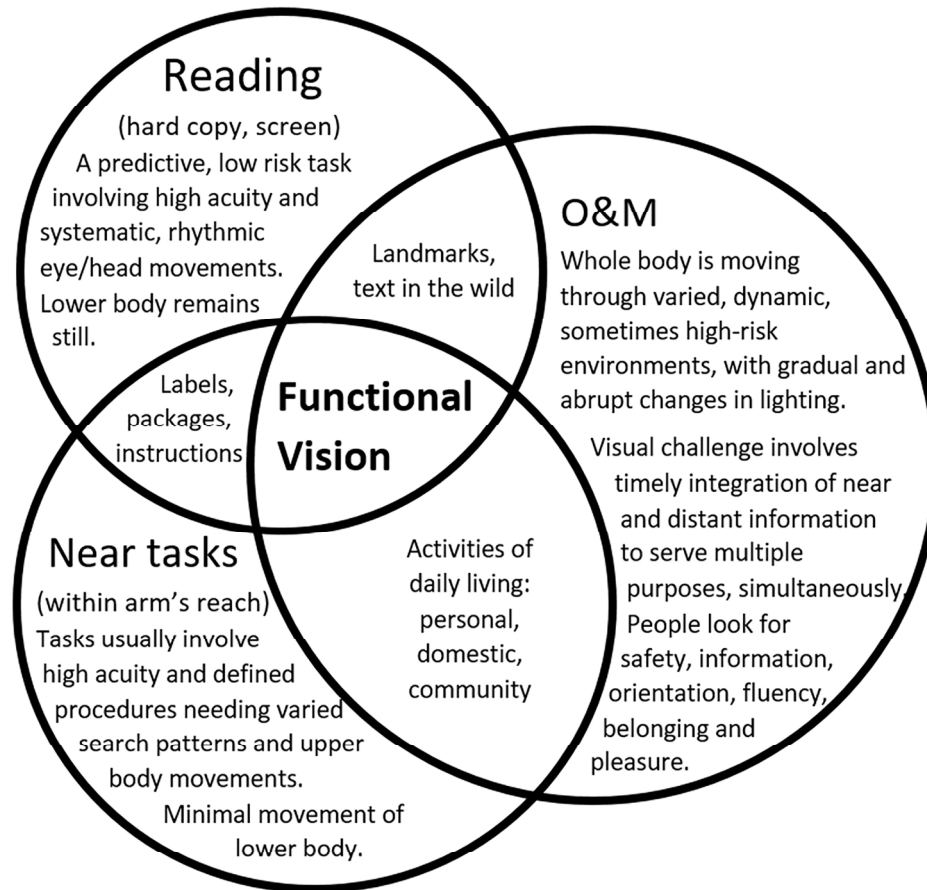 Reading
(hard copy, screen)
A predictive, low risk task
involving high acuity and
systematic, rhythmic
eye/head movements.
Lower body remains
still.
Landmarks,
text in the wild
O&M
Whole body is moving
through varied, dynamic,
sometimes high-risk
environments, with gradual and
abrupt changes in lighting.
Visual challenge involves
timely integration of near
and distant information
to serve multiple
purposes, simultaneously.
People look for
safety, information,
orientation, fluency,
belonging and
pleasure.
Labels,
packages,
instructions
Functional
Vision
Near tasks
(within arm's reach)
Tasks usually involve
high acuity and defined
procedures needing varied
search patterns and upper
body movements.
Minimal movement of
lower body.
Activities of
daily living:
personal,
domestic,
community